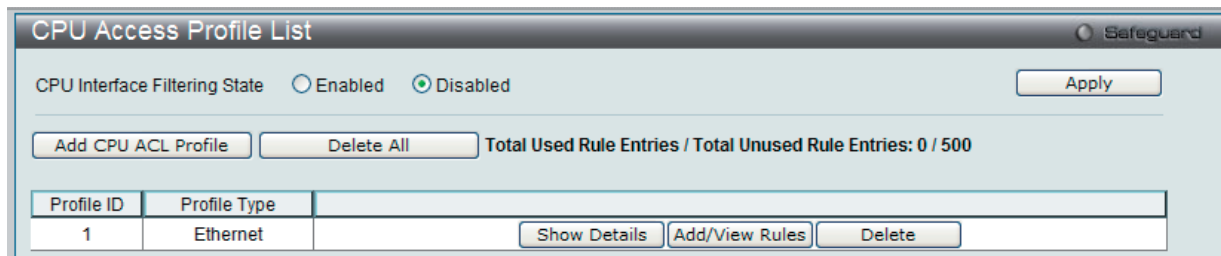 CPU Access Profile List
Safeguard
CPU Interface Filtering State Enabled Disabled Apply
Add CPU ACL Profile Delete All Total Used Rule Entries / Total Unused Rule Entries: 0 / 500
Profile ID Profile Type
1 Ethernet Show Details Add/View Rules Delete